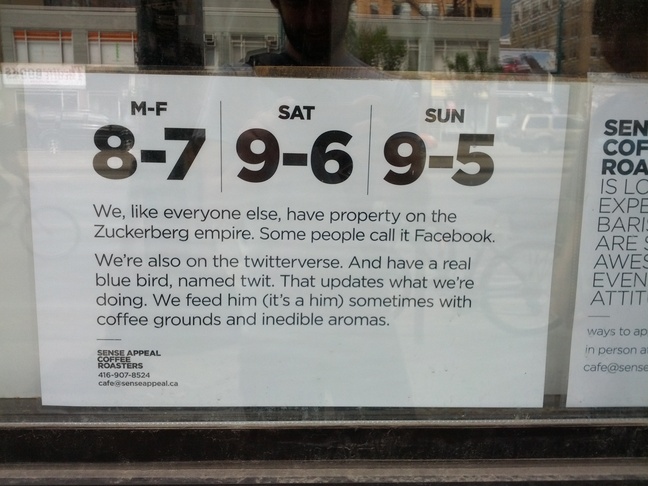 M-F SAT SUN
8-7 9-6 9-5
We, like everyone else, have property on the
Zuckerberg empire. Some people call it Facebook.
We're also on the twitterverse. And have a real
blue bird, named twit. That updates what we're
doing. We feed him (it's a him) sometimes with
coffee grounds and inedible aromas.
SENSE APPEAL
COFFEE
ROASTERS
416-907-8524
cafe@senseappeal.ca
SEN
COF
ROA
IS LO
EXPE
BARIS
ARE S
AWES
EVEN
ATTIT
ways to ap
in person at
cafe@sense